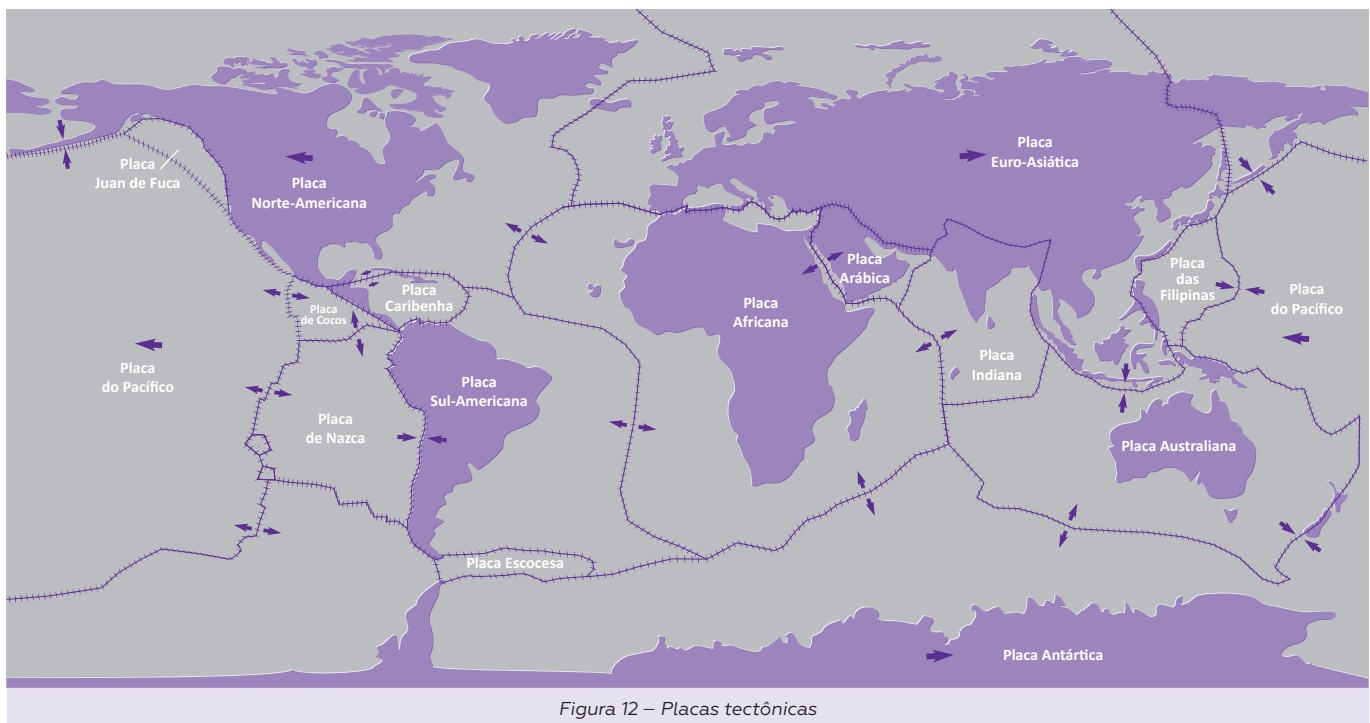 Placa
Juan de Fuca
Placa
Norte-Americana
Placa
Euro-Asiática
Placa
Caribenha
Placa
de Cocos
Placa
do Pacífico
Placa
de Nazca
Placa
Sul-Americana
Placa
Africana
Placa
Arábica
Placa
Indiana
Placa
das
Filipinas
Placa
do Pacífico
Placa Australiana
Placa Escocesa
Placa Antártica
Figura 12 – Placas tectônicas